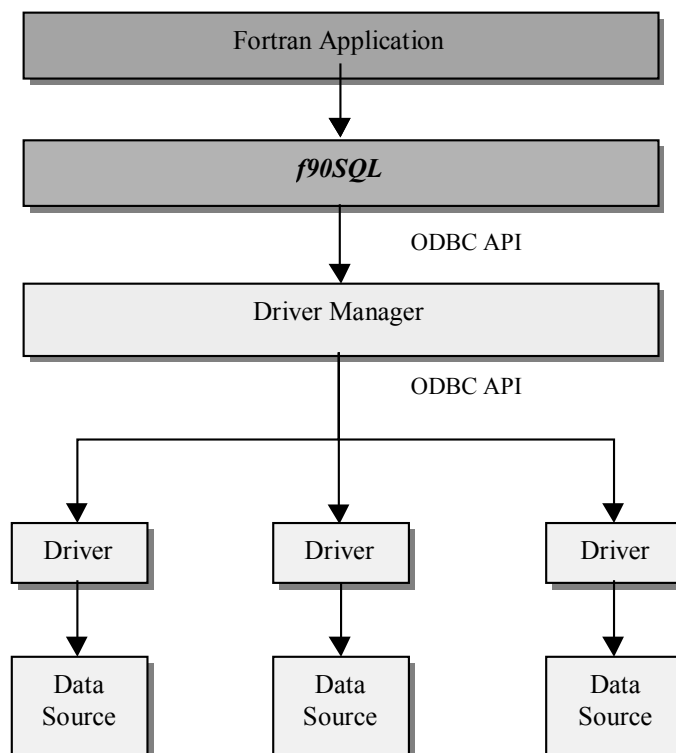 Fortran Application
f90SQL
ODBC API
Driver Manager
ODBC API
Driver
Driver
Driver
Data
Source
Data
Source
Data
Source